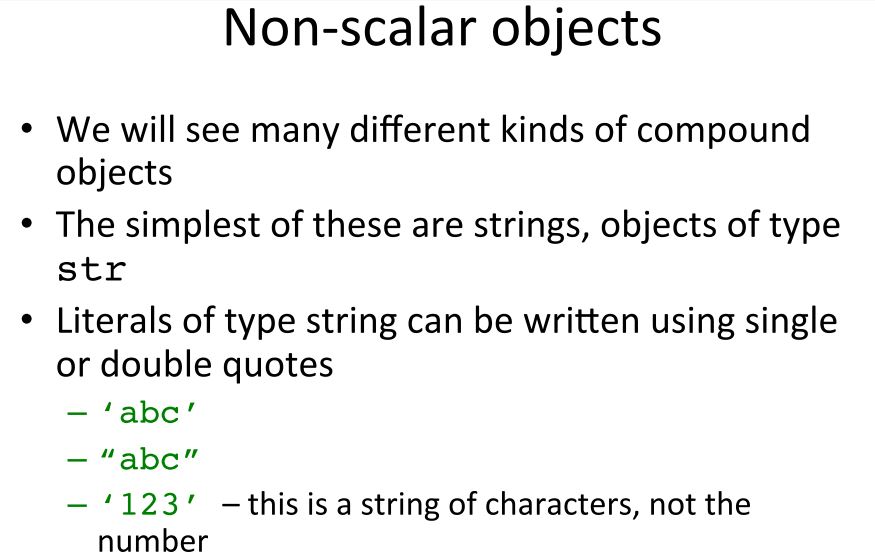 Non-scalar objects
• We will see many different kinds of compound
objects
• The simplest of these are strings, objects of type
str
• Literals of type string can be written using single
or double quotes
– ‘abc’
– “abc”
– ‘123’ – this is a string of characters, not the
number